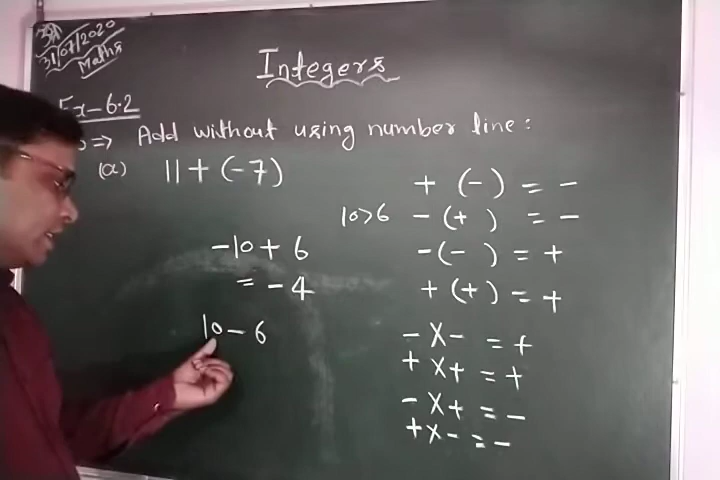 31/07/2020
Maths
Integers
Ex-6.2
⇒ Add without using number line:
(a) 11 + (-7)
+ (-) = -
10>6 - (+ ) = -
-10 + 6
-(- ) = +
= -4
+ (+) = +
10 - 6
- X - = +
+ X + = +
- X + = -
+ X - = -